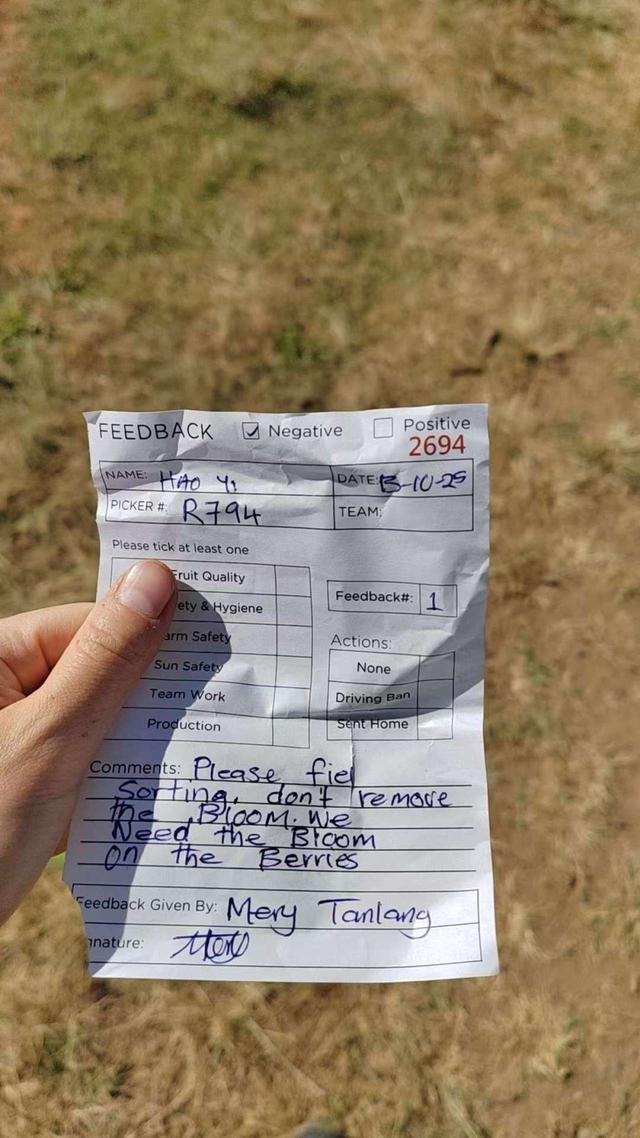 FEEDBACK Negative Positive
2694
NAME: HAO Yi DATE: 13-10-25
PICKER #: R794 TEAM:
Please tick at least one
Fruit Quality
Feedback#: 1
ety & Hygiene
arm Safety
Actions:
Sun Safety
None
Team Work
Driving Ban
Production
Sent Home
Comments: Please fiel
Sorting, don't remove
the Bloom. We
Need the Bloom
on the Berries
Feedback Given By: Mery Tanlang
nature: